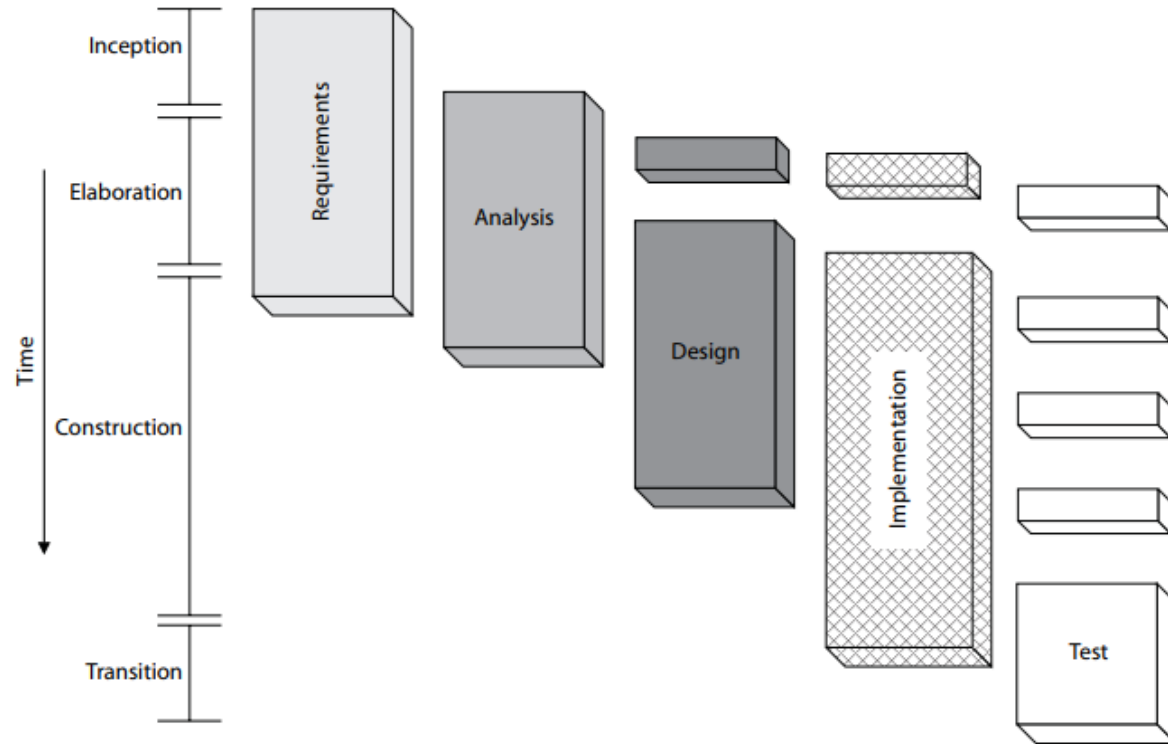 Inception
Elaboration
Time
Construction
Transition
Requirements
Analysis
Design
Implementation
Test